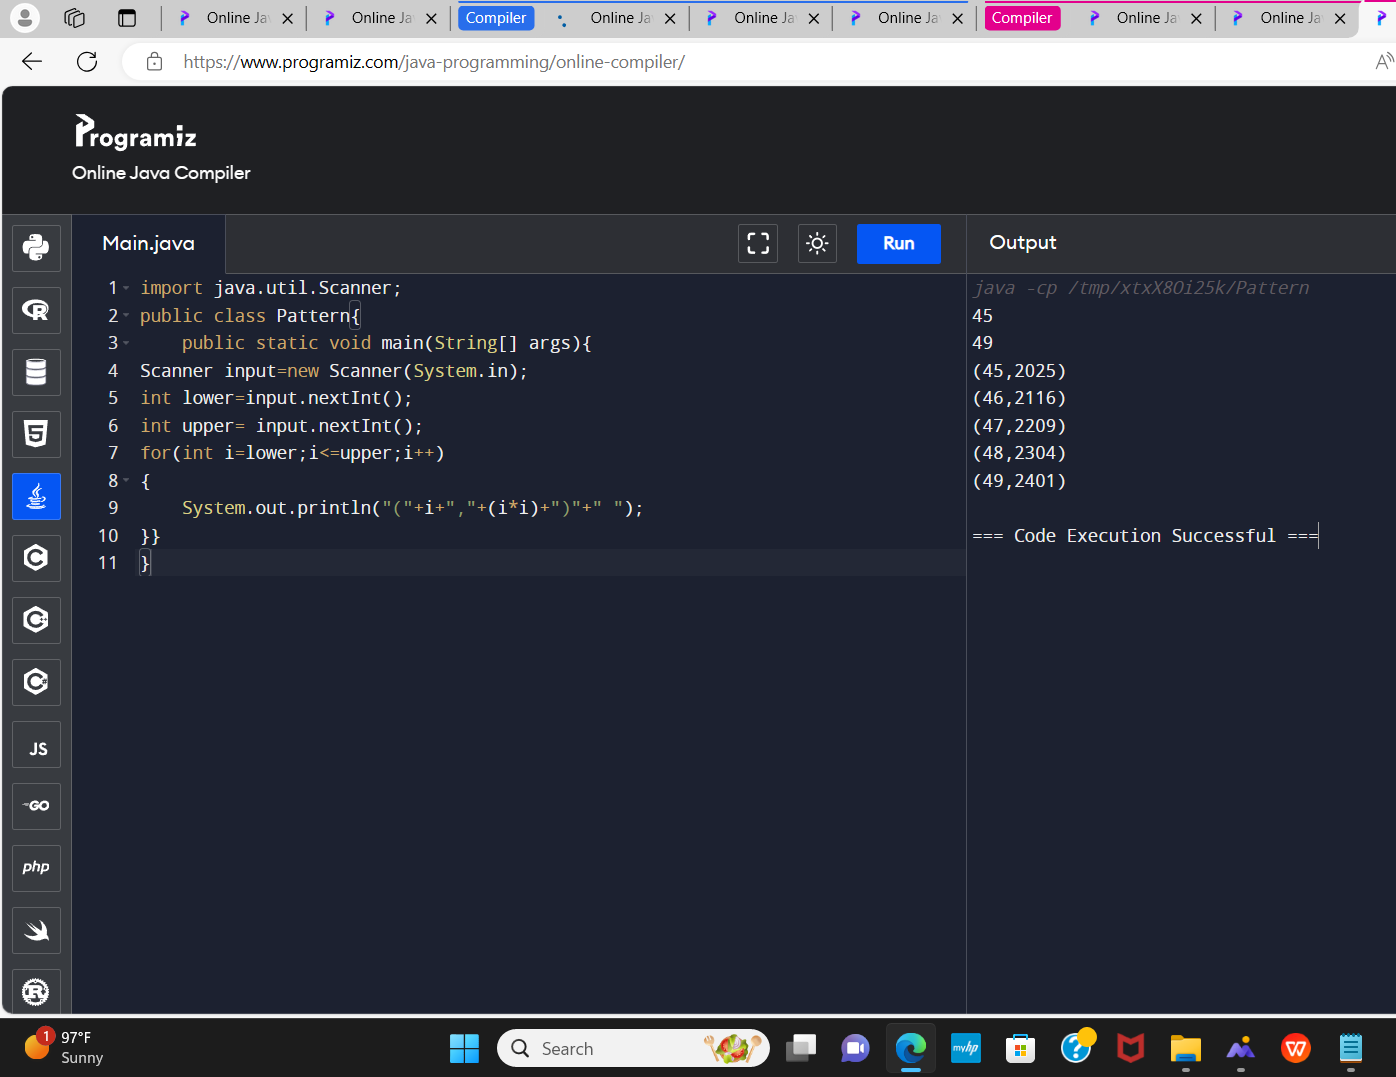 Online Ja
Online Ja
Compiler
Online Ja
Online Ja
Online Ja
Compiler
Online Ja
Online Ja
https://www.programiz.com/java-programming/online-compiler/
A
Programiz
Online Java Compiler
Main.java
Run
Output
1 import java.util.Scanner;
2 public class Pattern{
3     public static void main(String[] args){
4 Scanner input=new Scanner(System.in);
5 int lower=input.nextInt();
6 int upper= input.nextInt();
7 for(int i=lower;i<=upper;i++)
8 {
9     System.out.println("("+i+","+(i*i)+")"+" ");
10 }}
11 }
java -cp /tmp/xtxX8Oi25k/Pattern
45
49
(45,2025)
(46,2116)
(47,2209)
(48,2304)
(49,2401)
=== Code Execution Successful ===
R
5
C
C++
C#
JS
GO
php
R
1
97°F
Sunny
Search
myhp
?
W